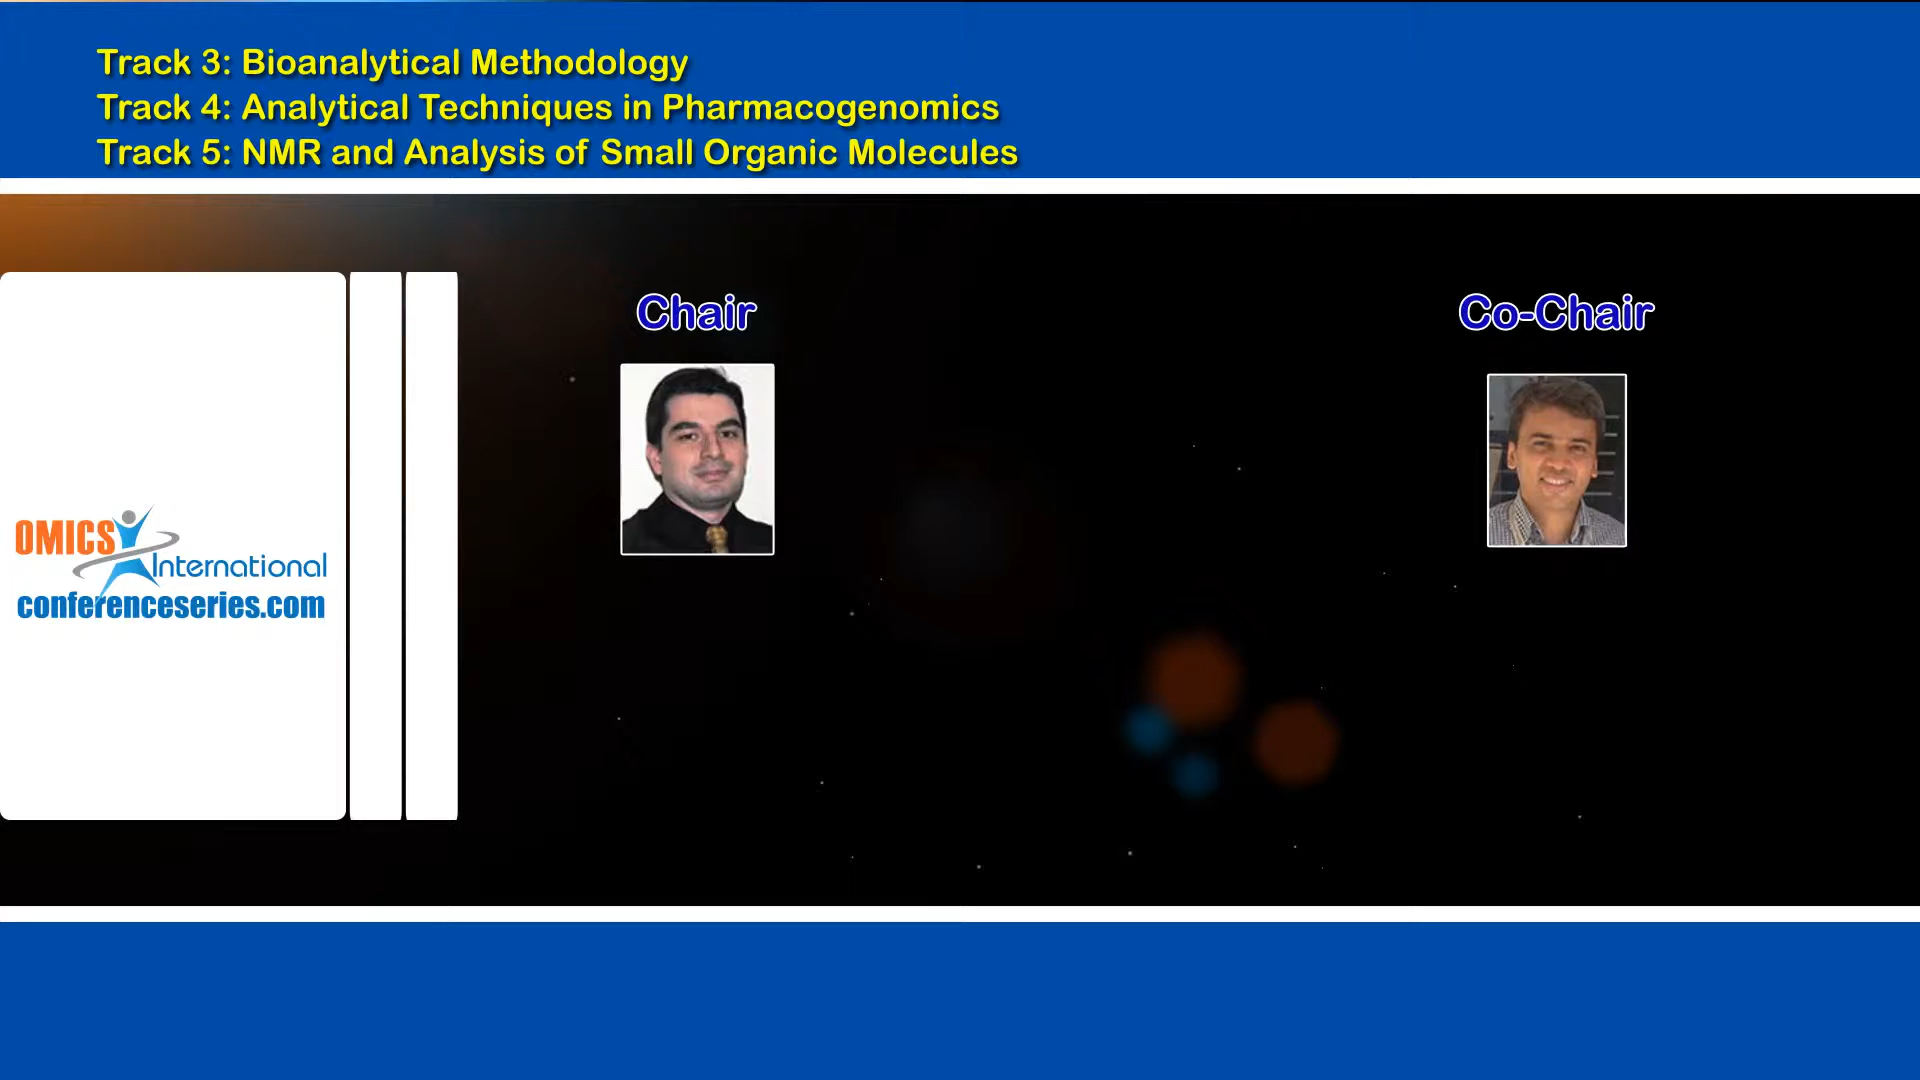 Track 3: Bioanalytical Methodology
Track 4: Analytical Techniques in Pharmacogenomics
Track 5: NMR and Analysis of Small Organic Molecules
Chair
Co-Chair
OMICS
International
conferenceseries.com